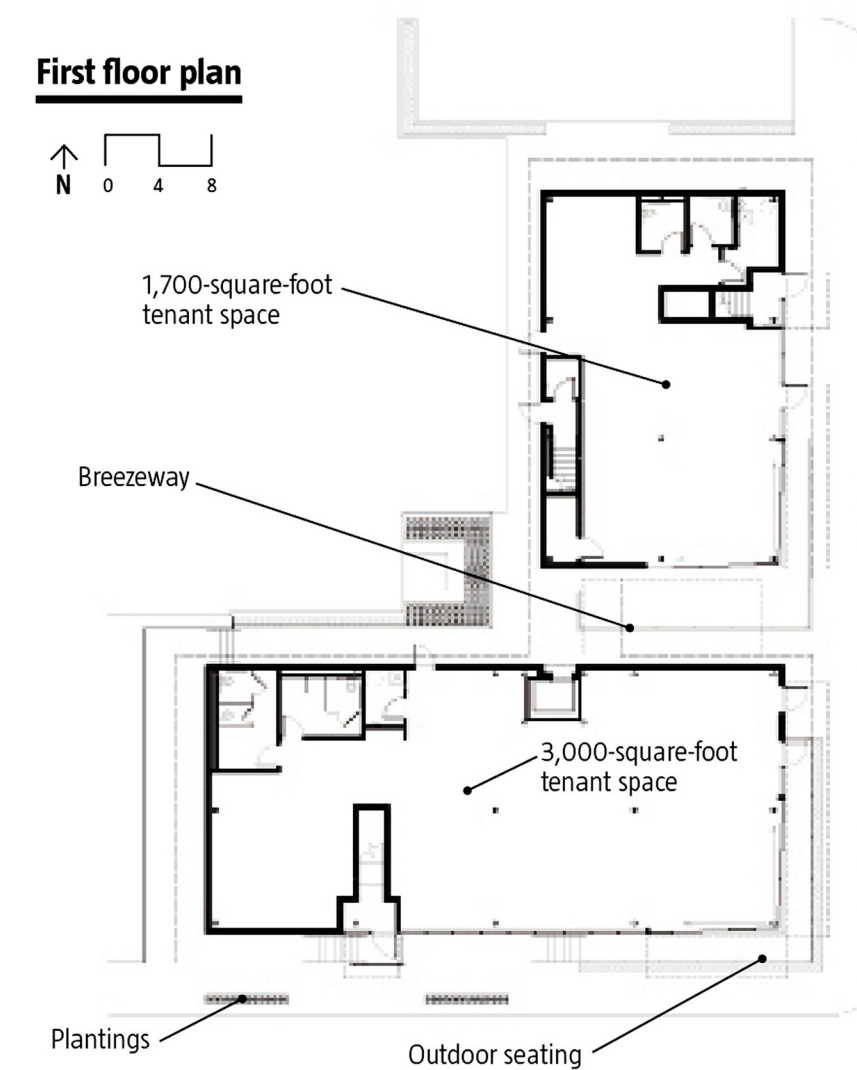 First floor plan
N
0 4 8
1,700-square-foot
tenant space
Breezeway
3,000-square-foot
tenant space
Plantings
Outdoor seating